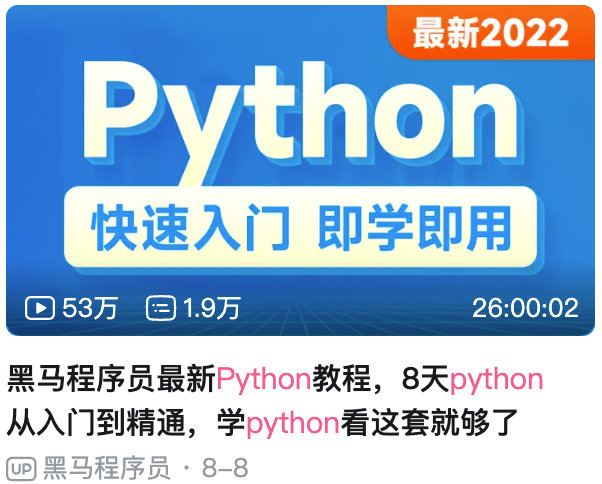 最新2022
Python
快速入门 即学即用
53万 1.9万 26:00:02
黑马程序员最新Python教程，8天python
从入门到精通，学python看这套就够了
UP 黑马程序员 · 8-8